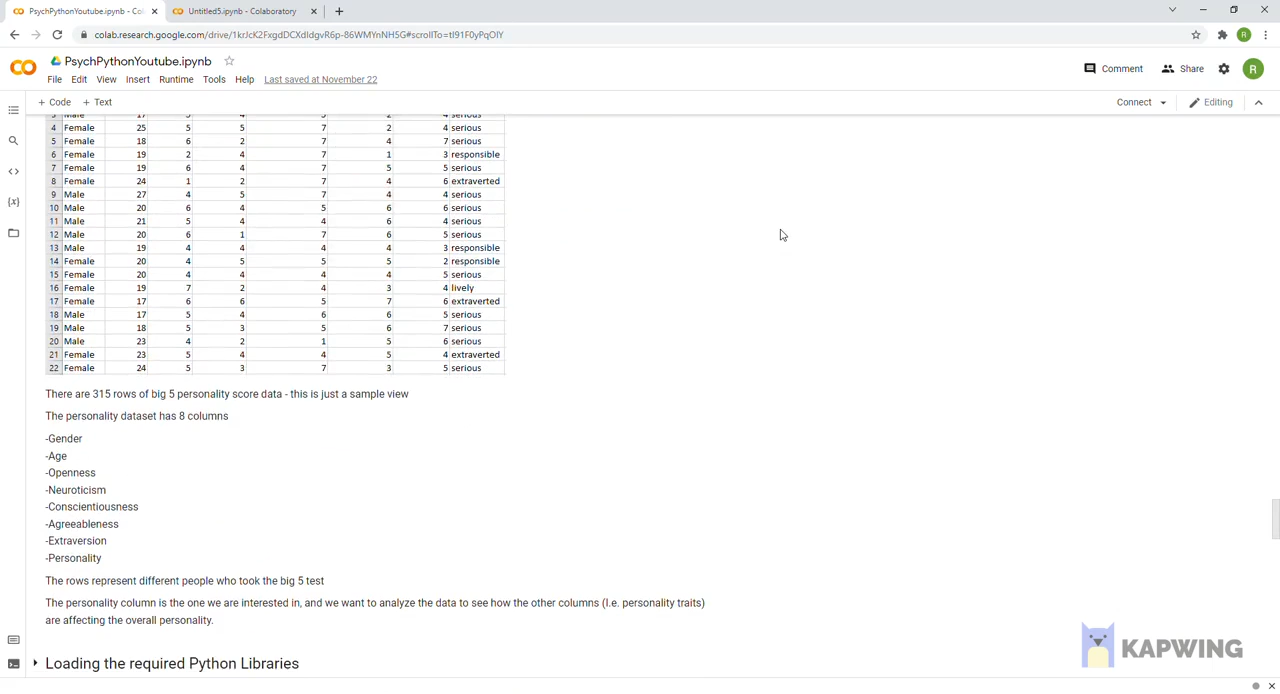 PsychPythonYoutube.ipynb - Col
Untitled5.ipynb - Colaboratory
colab.research.google.com/drive/1krJcK2FxgdDCXdIdgvR6p-86WMYnNH5G#scrollTo=tl91F0yPqOlY
R
PsychPythonYoutube.ipynb
File Edit View Insert Runtime Tools Help Last saved at November 22
Comment Share R
+ Code + Text
Connect Editing
4 Female 25 5 5 7 2 4 serious
5 Female 18 6 2 7 4 7 serious
6 Female 19 2 4 7 1 3 responsible
7 Female 19 6 4 7 5 5 serious
8 Female 24 1 2 7 4 6 extraverted
9 Male 27 4 5 7 4 4 serious
10 Male 20 6 4 5 6 6 serious
11 Male 21 5 4 4 6 4 serious
12 Male 20 6 1 7 6 5 serious
13 Male 19 4 4 4 4 3 responsible
14 Female 20 4 5 5 5 2 responsible
15 Female 20 4 4 4 4 5 serious
16 Female 19 7 2 4 3 4 lively
17 Female 17 6 6 5 7 6 extraverted
18 Male 17 5 4 6 6 5 serious
19 Male 18 5 3 5 6 7 serious
20 Male 23 4 2 1 5 6 serious
21 Female 23 5 4 4 5 4 extraverted
22 Female 24 5 3 7 3 5 serious
There are 315 rows of big 5 personality score data - this is just a sample view
The personality dataset has 8 columns
-Gender
-Age
-Openness
-Neuroticism
-Conscientiousness
-Agreeableness
-Extraversion
-Personality
The rows represent different people who took the big 5 test
The personality column is the one we are interested in, and we want to analyze the data to see how the other columns (I.e. personality traits)
are affecting the overall personality.
Loading the required Python Libraries
KAPWING